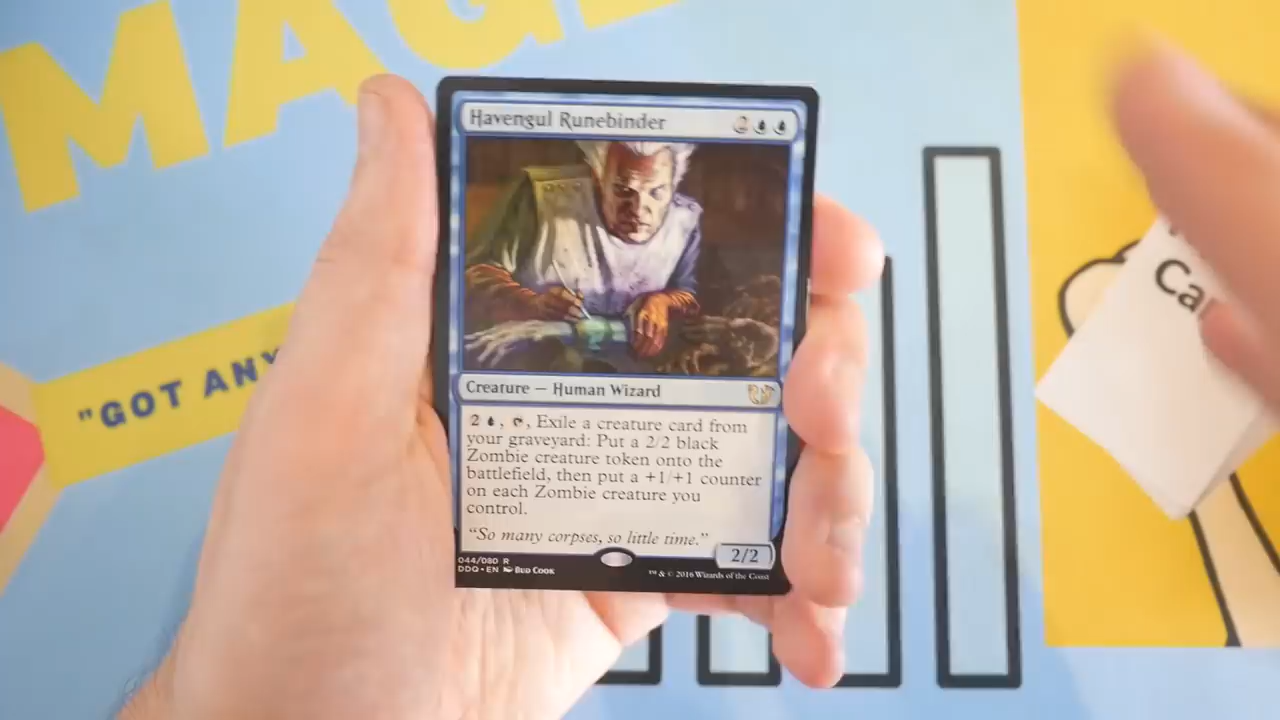 MAGE
"GOT ANY
Havengul Runebinder 2
Creature — Human Wizard
2 , , Exile a creature card from
your graveyard: Put a 2/2 black
Zombie creature token onto the
battlefield, then put a +1/+1 counter
on each Zombie creature you
control.
"So many corpses, so little time."
2/2
044/080 R
DDQ • EN Bud Cook
™ & © 2016 Wizards of the Coast
Ca